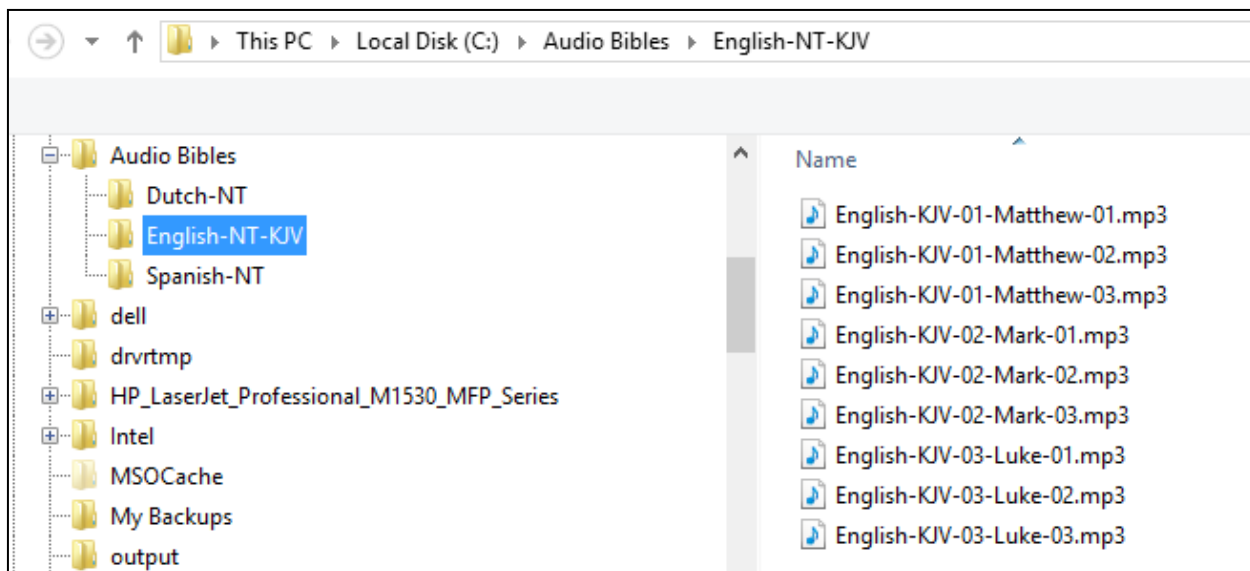 This PC Local Disk (C:) Audio Bibles English-NT-KJV
Audio Bibles
Dutch-NT
English-NT-KJV
Spanish-NT
dell
drvrtmp
HP_LaserJet_Professional_M1530_MFP_Series
Intel
MSOCache
My Backups
output
Name
English-KJV-01-Matthew-01.mp3
English-KJV-01-Matthew-02.mp3
English-KJV-01-Matthew-03.mp3
English-KJV-02-Mark-01.mp3
English-KJV-02-Mark-02.mp3
English-KJV-02-Mark-03.mp3
English-KJV-03-Luke-01.mp3
English-KJV-03-Luke-02.mp3
English-KJV-03-Luke-03.mp3